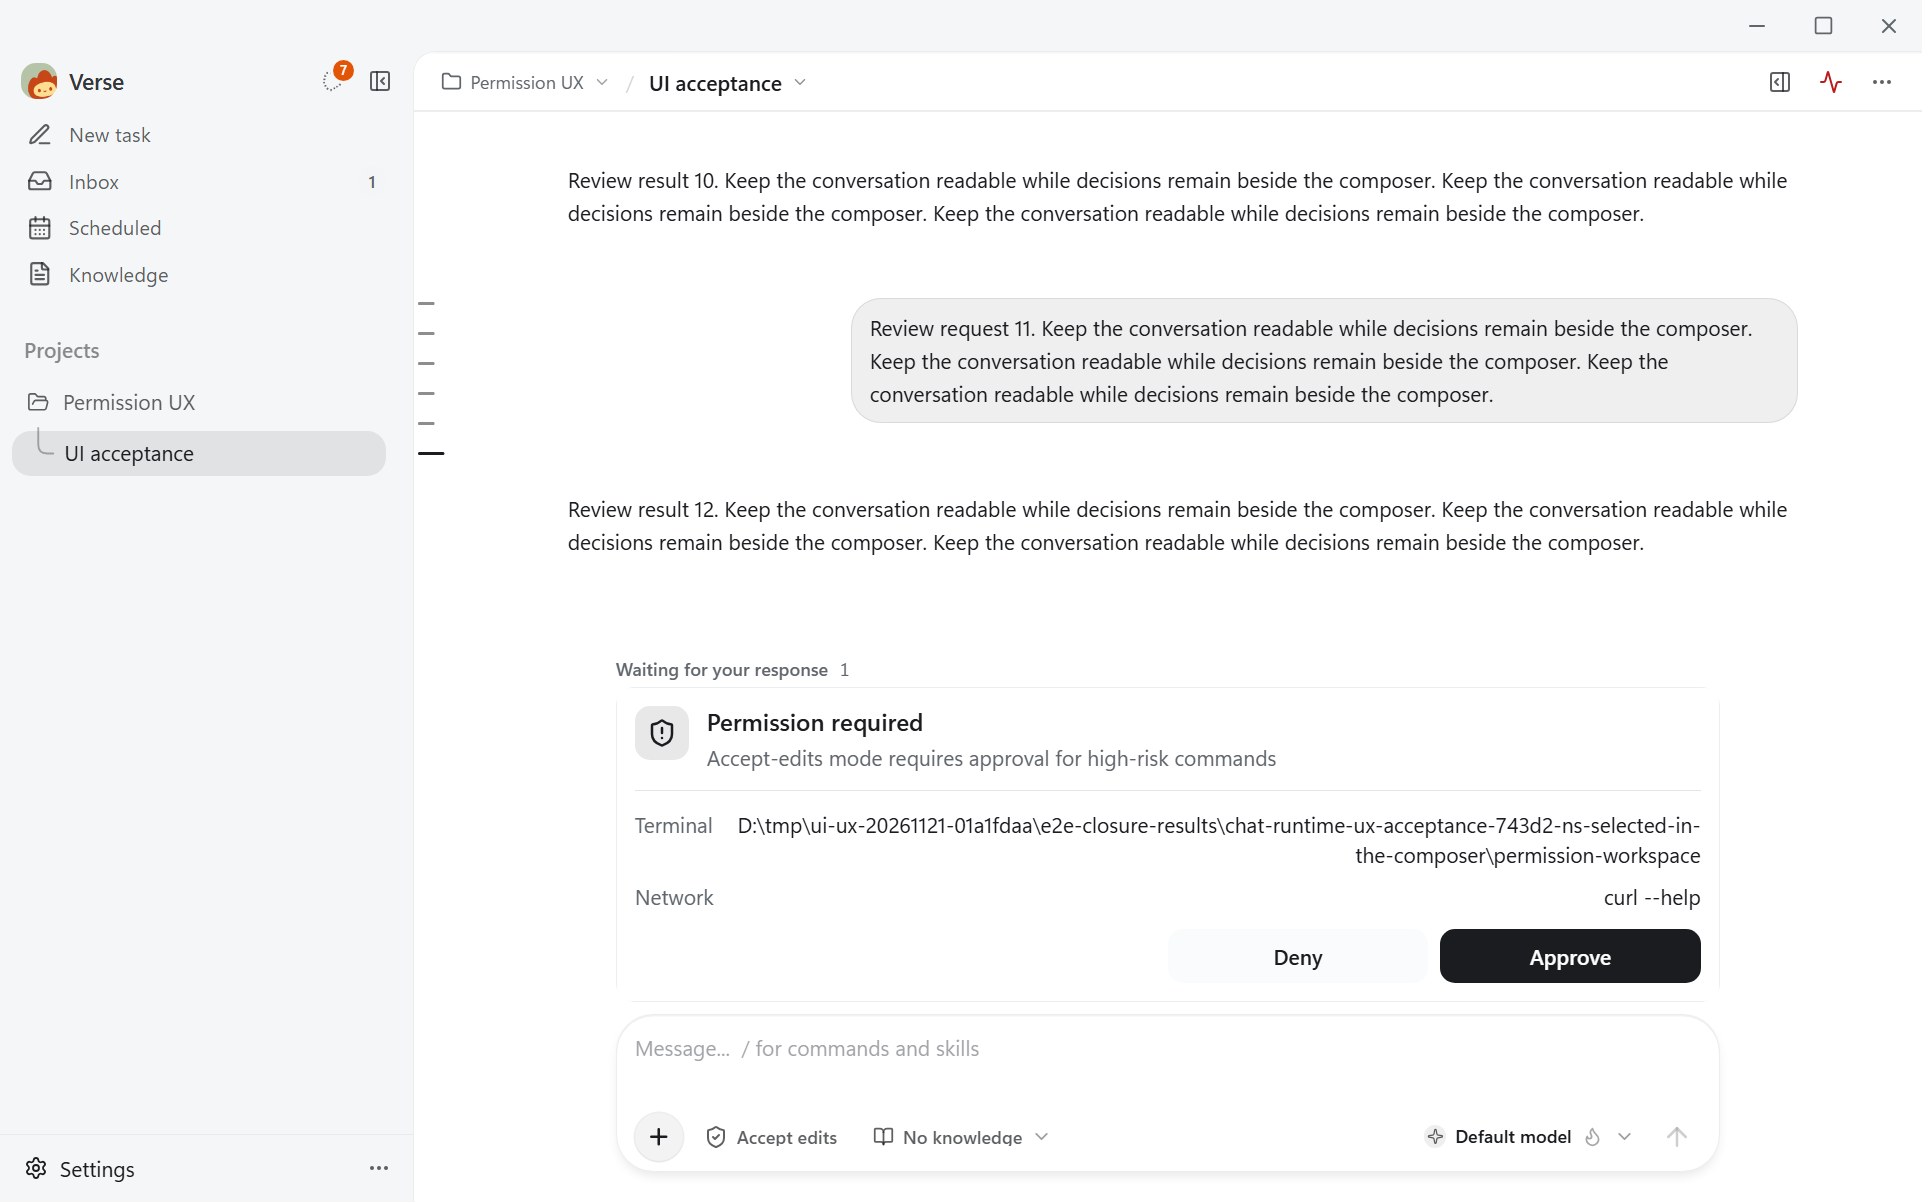 Verse
7
New task
Inbox
1
Scheduled
Knowledge
Projects
Permission UX
UI acceptance
Settings
Permission UX
/
UI acceptance
Review result 10. Keep the conversation readable while decisions remain beside the composer. Keep the conversation readable while
decisions remain beside the composer. Keep the conversation readable while decisions remain beside the composer.
Review request 11. Keep the conversation readable while decisions remain beside the composer.
Keep the conversation readable while decisions remain beside the composer. Keep the
conversation readable while decisions remain beside the composer.
Review result 12. Keep the conversation readable while decisions remain beside the composer. Keep the conversation readable while
decisions remain beside the composer. Keep the conversation readable while decisions remain beside the composer.
Waiting for your response 1
Permission required
Accept-edits mode requires approval for high-risk commands
Terminal D:\tmp\ui-ux-20261121-01a1fdaa\e2e-closure-results\chat-runtime-ux-acceptance-743d2-ns-selected-in-
the-composer\permission-workspace
Network curl --help
Deny Approve
Message... / for commands and skills
Accept edits No knowledge Default model